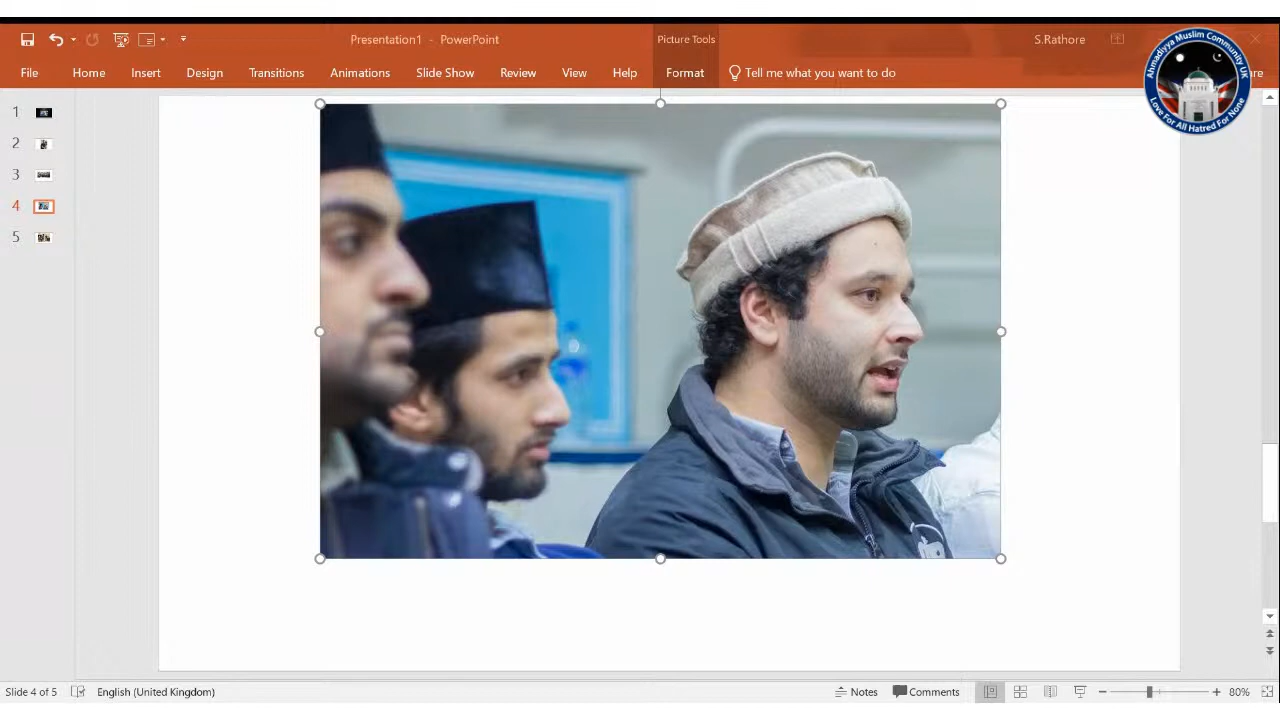 Presentation1 - PowerPoint
Picture Tools
S.Rathore
File Home Insert Design Transitions Animations Slide Show Review View Help Format Tell me what you want to do
Ahmadiyya Muslim Community UK
Love For All Hatred For None
1
2
3
4
5
Slide 4 of 5 English (United Kingdom) Notes Comments 80%